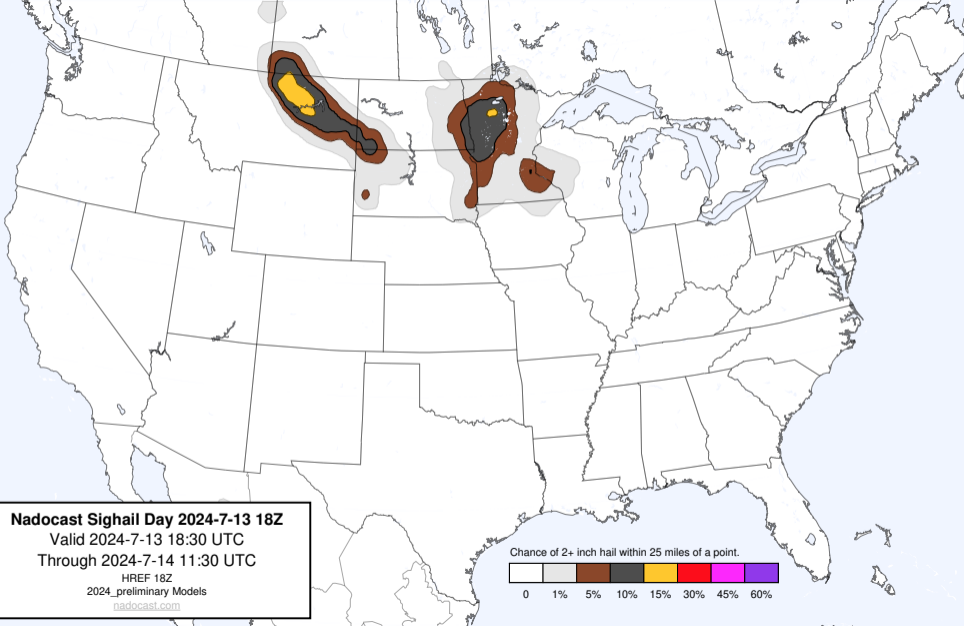 Nadocast Sighail Day 2024-7-13 18Z
Valid 2024-7-13 18:30 UTC
Through 2024-7-14 11:30 UTC
HREF 18Z
2024_preliminary Models
nadocast.com
Chance of 2+ inch hail within 25 miles of a point.
0 1% 5% 10% 15% 30% 45% 60%